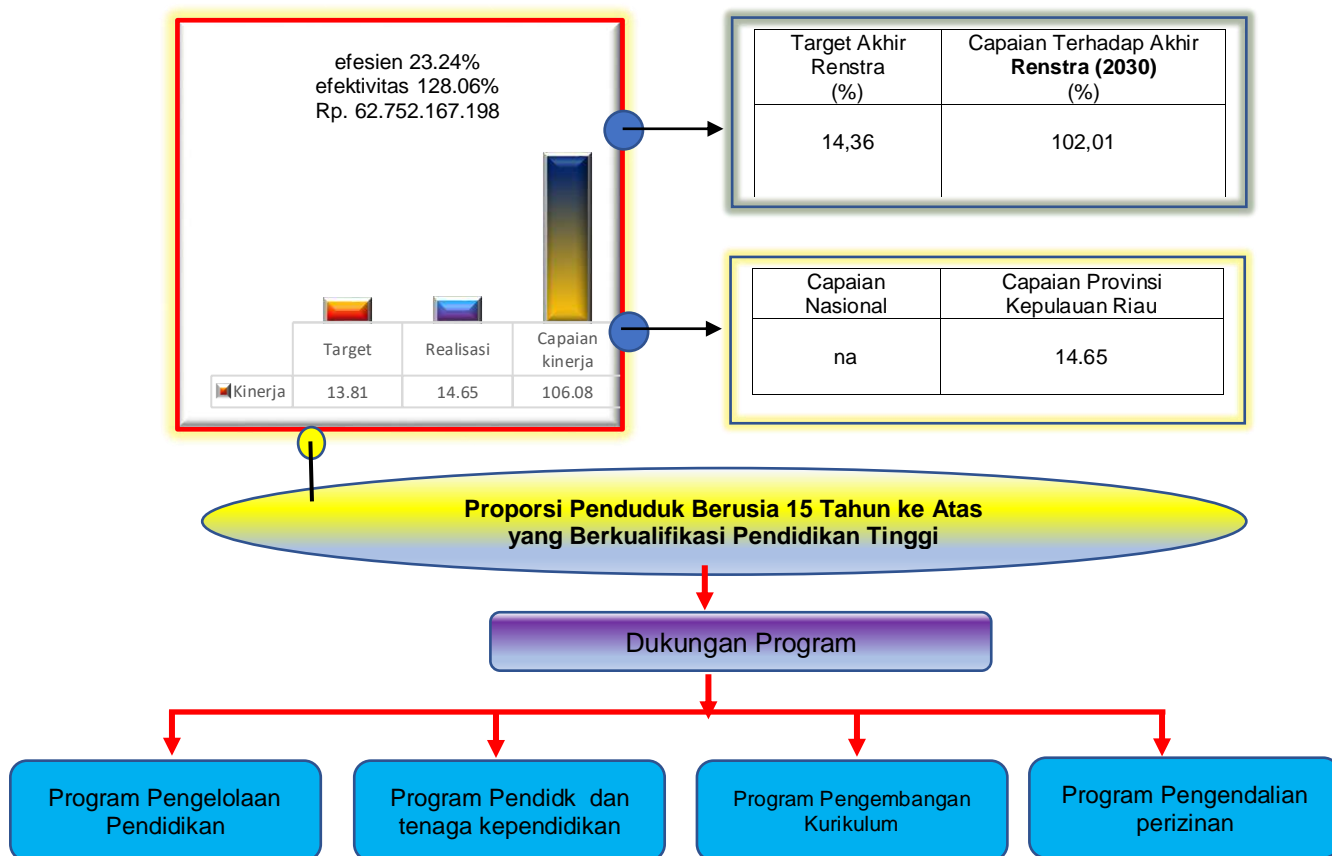 efesien 23.24%
efektivitas 128.06%
Rp. 62.752.167.198
Target
Realisasi
Capaian
kinerja
Kinerja
13.81
14.65
106.08
Target Akhir
Renstra
(%)
Capaian Terhadap Akhir
Renstra (2030)
(%)
14,36
102,01
Capaian
Nasional
Capaian Provinsi
Kepulauan Riau
na
14.65
Proporsi Penduduk Berusia 15 Tahun ke Atas
yang Berkualifikasi Pendidikan Tinggi
Dukungan Program
Program Pengelolaan
Pendidikan
Program Pendidk dan
tenaga kependidikan
Program Pengembangan
Kurikulum
Program Pengendalian
perizinan